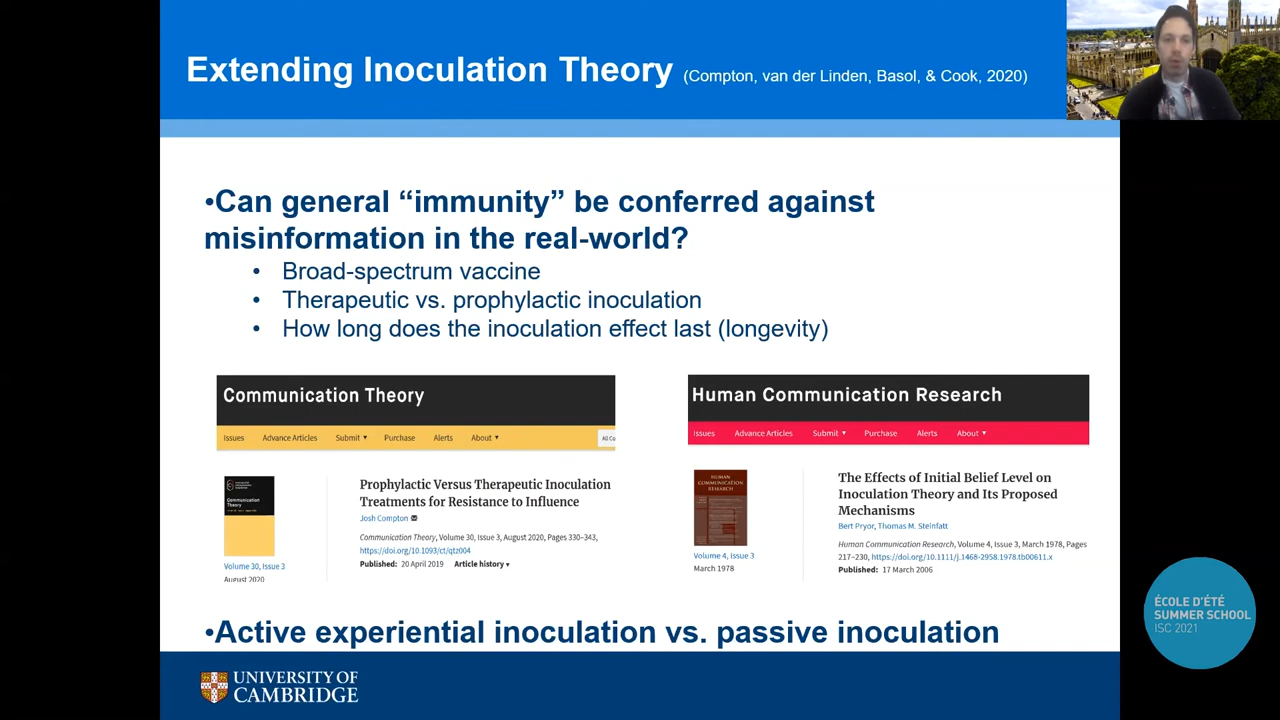 Extending Inoculation Theory (Compton, van der Linden, Basol, & Cook, 2020)
•Can general “immunity” be conferred against
misinformation in the real-world?
• Broad-spectrum vaccine
• Therapeutic vs. prophylactic inoculation
• How long does the inoculation effect last (longevity)
Communication Theory
Issues Advance Articles Submit ▼ Purchase Alerts About ▼ All Co
Communication
Theory
Prophylactic Versus Therapeutic Inoculation
Treatments for Resistance to Influence
Josh Compton ✉
Communication Theory, Volume 30, Issue 3, August 2020, Pages 330–343,
https://doi.org/10.1093/ct/qtz004
Published: 20 April 2019 Article history ▾
Volume 30, Issue 3
August 2020
Human Communication Research
Issues Advance Articles Submit ▼ Purchase Alerts About ▼
HUMAN
COMMUNICATION
RESEARCH
The Effects of Initial Belief Level on
Inoculation Theory and Its Proposed
Mechanisms
Bert Pryor, Thomas M. Steinfatt
Human Communication Research, Volume 4, Issue 3, March 1978, Pages
217–230, https://doi.org/10.1111/j.1468-2958.1978.tb00611.x
Published: 17 March 2006
Volume 4, Issue 3
March 1978
•Active experiential inoculation vs. passive inoculation
UNIVERSITY OF
CAMBRIDGE
ÉCOLE D'ÉTÉ
SUMMER SCHOOL
ISC 2021